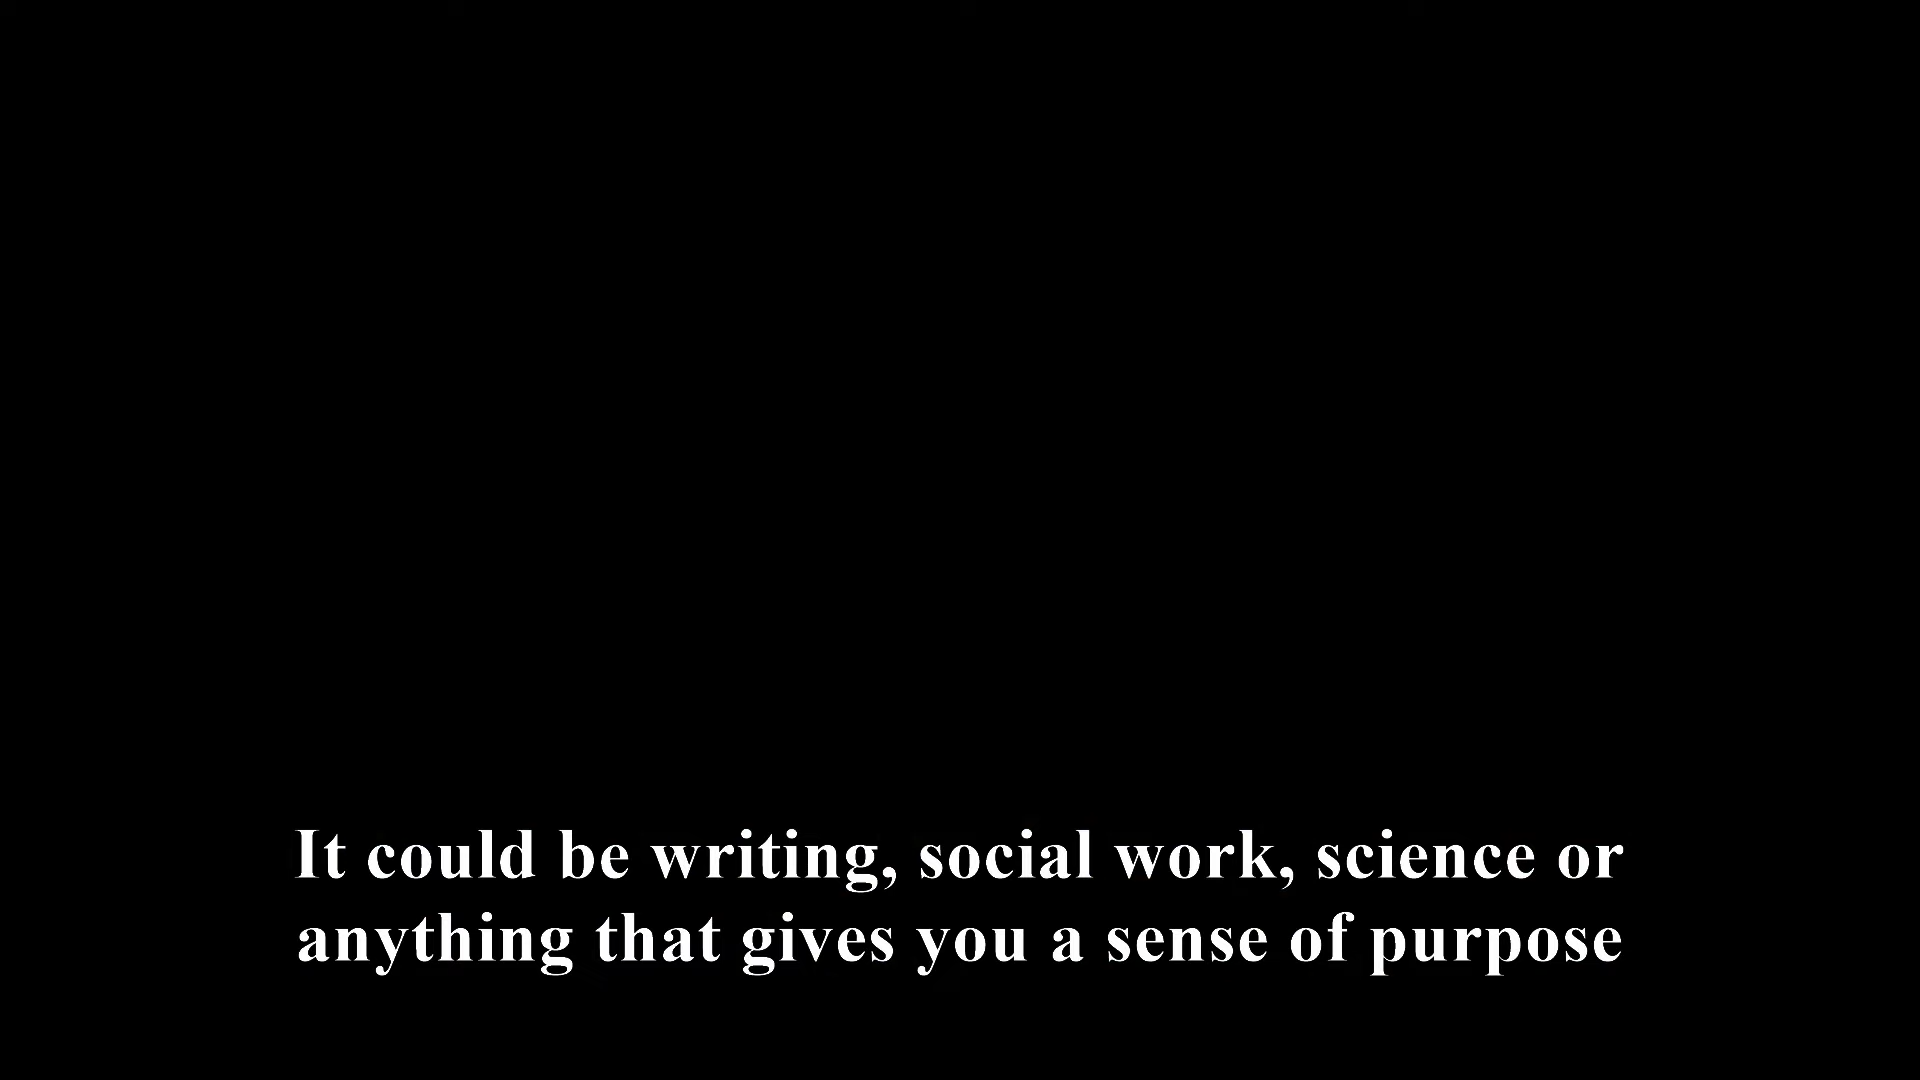 It could be writing, social work, science or
anything that gives you a sense of purpose